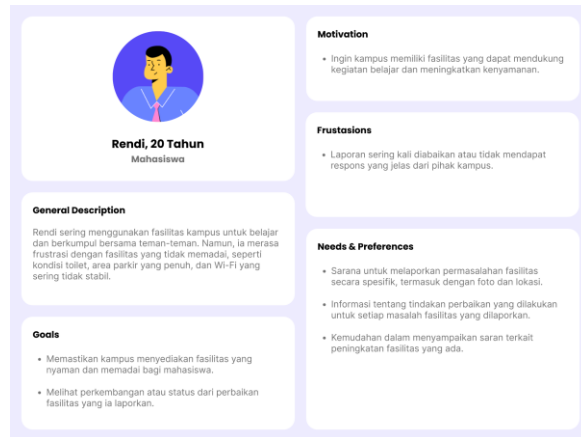 Rendi, 20 Tahun
Mahasiswa
General Description
Rendi sering menggunakan fasilitas kampus untuk belajar
dan berkumpul bersama teman-teman. Namun, ia merasa
frustrasi dengan fasilitas yang tidak memadai, seperti
kondisi toilet, area parkir yang penuh, dan Wi-Fi yang
sering tidak stabil.
Goals
• Memastikan kampus menyediakan fasilitas yang
nyaman dan memadai bagi mahasiswa.
• Melihat perkembangan atau status dari perbaikan
fasilitas yang ia laporkan.
Motivation
• Ingin kampus memiliki fasilitas yang dapat mendukung
kegiatan belajar dan meningkatkan kenyamanan.
Frustasions
• Laporan sering kali diabaikan atau tidak mendapat
respons yang jelas dari pihak kampus.
Needs & Preferences
• Sarana untuk melaporkan permasalahan fasilitas
secara spesifik, termasuk dengan foto dan lokasi.
• Informasi tentang tindakan perbaikan yang dilakukan
untuk setiap masalah fasilitas yang dilaporkan.
• Kemudahan dalam menyampaikan saran terkait
peningkatan fasilitas yang ada.